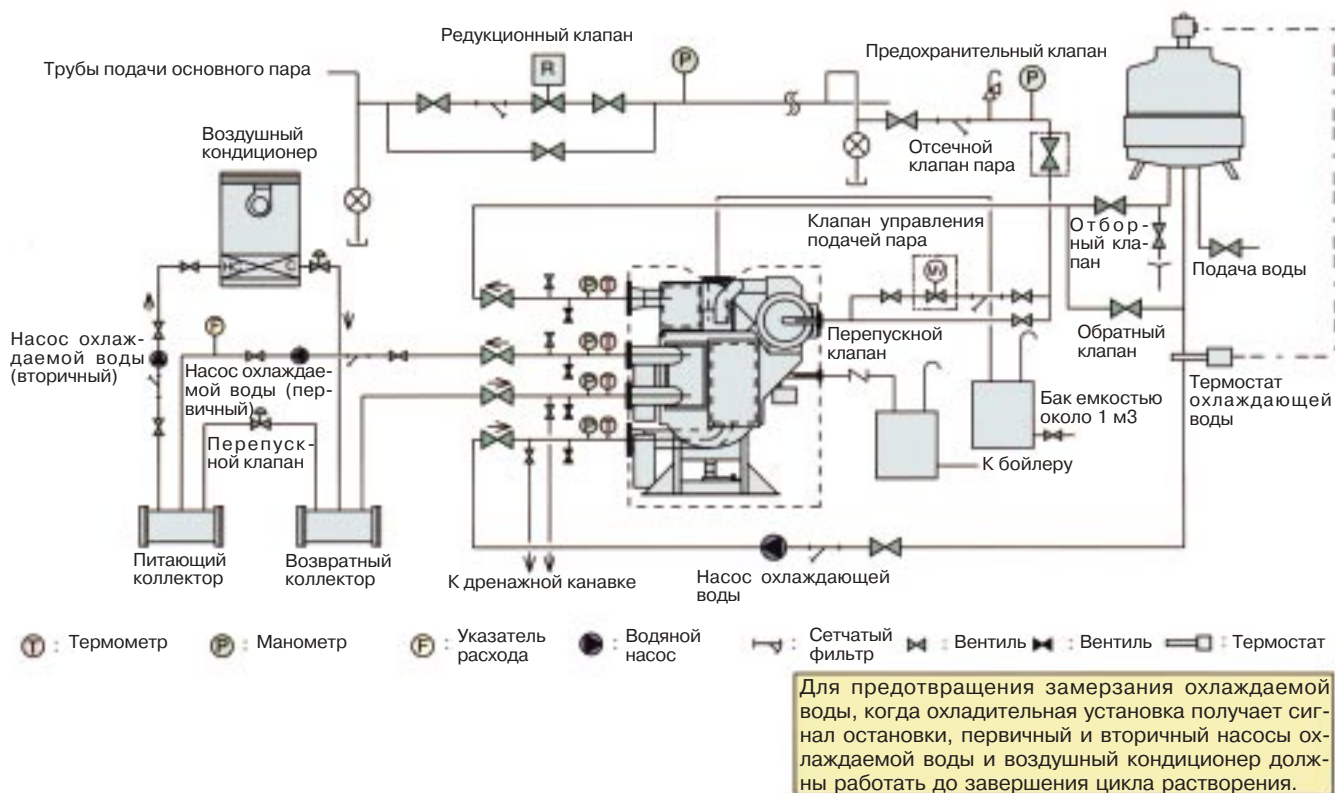 Редукционный клапан
Предохранительный клапан
Трубы подачи основного пара
R
P
P
Воздушный
кондиционер
Отсечной
клапан пара
Клапан управления
подачей пара
Отбор-
ный кла-
пан
Подача воды
MV
P T
Перепускной
клапан
Обратный
клапан
F
Насос охлаж-
даемой воды
(вторичный)
Насос охлаждае-
мой воды (пер-
вичный)
P T
P T
Термостат
охлаждающей
воды
Бак емкостью
около 1 м3
Перепуск-
ной клапан
P T
К бойлеру
Питающий
коллектор
Возвратный
коллектор
К дренажной канавке
Насос охлаждающей
воды
T : Термометр
P : Манометр
F : Указатель
расхода
: Водяной
насос
: Сетчатый
фильтр
: Вентиль
: Вентиль
: Термостат
Для предотвращения замерзания охлаждаемой
воды, когда охладительная установка получает сиг-
нал остановки, первичный и вторичный насосы ох-
лаждаемой воды и воздушный кондиционер долж-
ны работать до завершения цикла растворения.